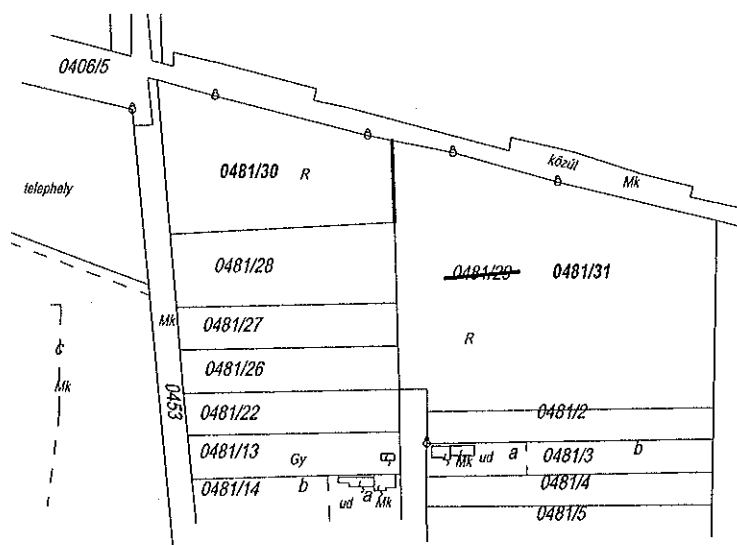 0406/5
közút
Mk
0481/30 R
telephely
0481/28
0481/29 0481/31
Mk
0481/27
R
c
Mk
0481/26
0453
0481/22
0481/2
0481/13 Gy
Mk ud a 0481/3 b
0481/14 b
ud a Mk
0481/4
0481/5